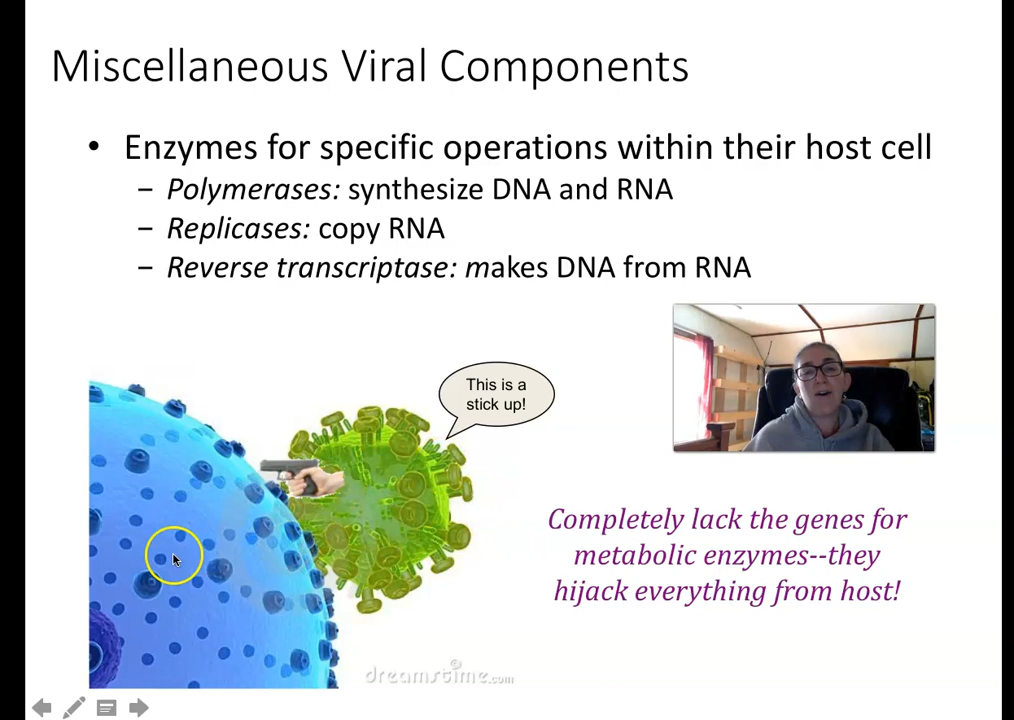 Miscellaneous Viral Components
• Enzymes for specific operations within their host cell
– Polymerases: synthesize DNA and RNA
– Replicases: copy RNA
– Reverse transcriptase: makes DNA from RNA
This is a
stick up!
Completely lack the genes for
metabolic enzymes--they
hijack everything from host!
dreamstime.com